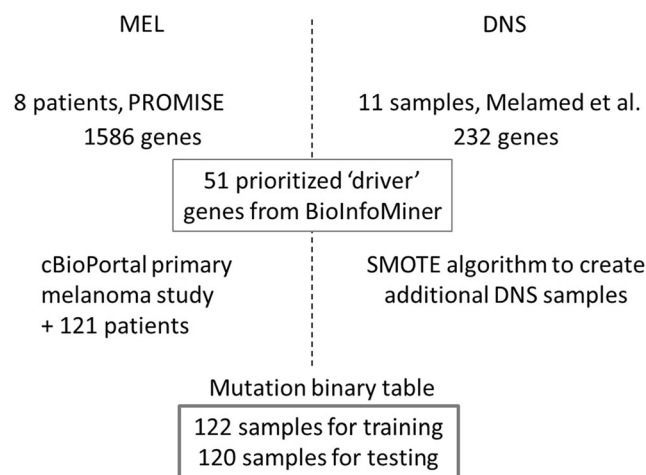 MEL
DNS
8 patients, PROMISE
1586 genes
11 samples, Melamed et al.
232 genes
51 prioritized ‘driver’
genes from BioInfoMiner
cBioPortal primary
melanoma study
+ 121 patients
SMOTE algorithm to create
additional DNS samples
Mutation binary table
122 samples for training
120 samples for testing